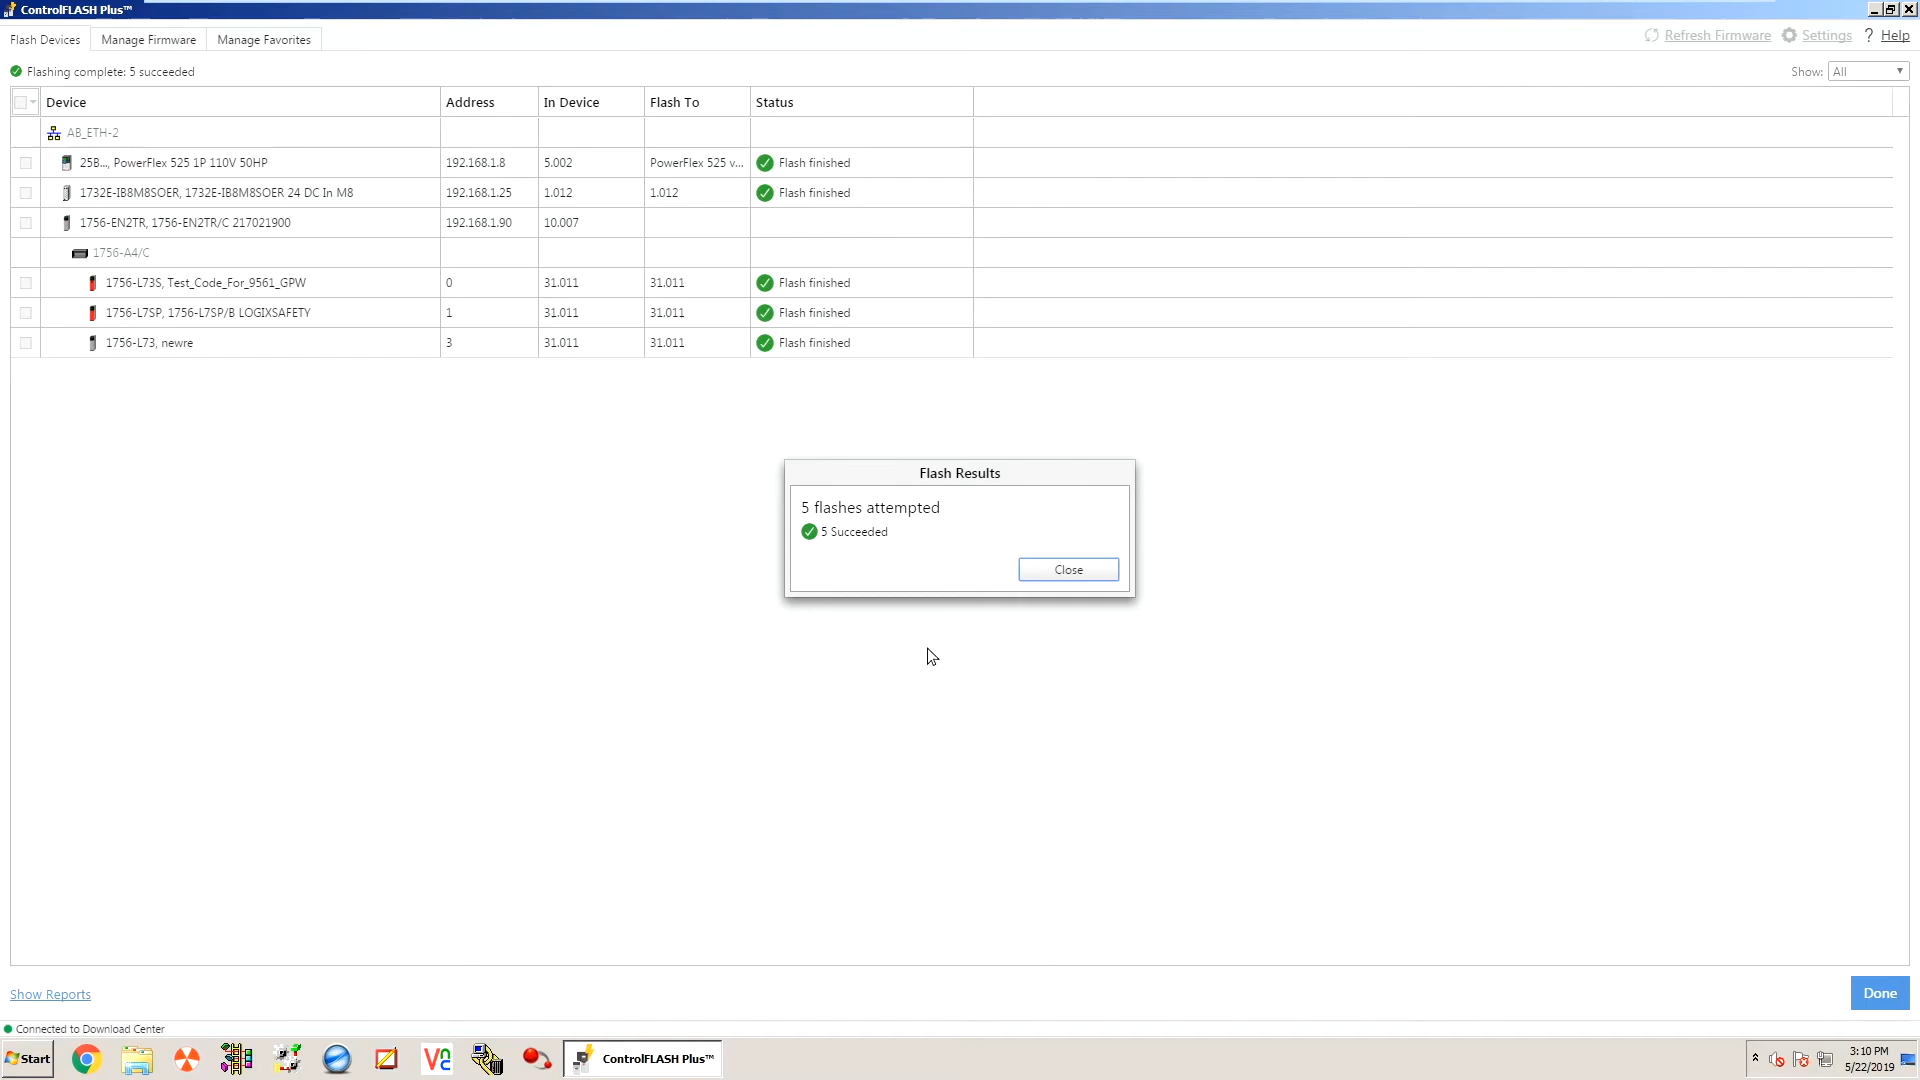 ControlFLASH Plus™
Flash Devices Manage Firmware Manage Favorites Refresh Firmware Settings ? Help
Flashing complete: 5 succeeded Show: All
Device Address In Device Flash To Status
AB_ETH-2
25B..., PowerFlex 525 1P 110V 50HP 192.168.1.8 5.002 PowerFlex 525 v... Flash finished
1732E-IB8M8SOER, 1732E-IB8M8SOER 24 DC In M8 192.168.1.25 1.012 1.012 Flash finished
1756-EN2TR, 1756-EN2TR/C 217021900 192.168.1.90 10.007
1756-A4/C
1756-L73S, Test_Code_For_9561_GPW 0 31.011 31.011 Flash finished
1756-L7SP, 1756-L7SP/B LOGIXSAFETY 1 31.011 31.011 Flash finished
1756-L73, newre 3 31.011 31.011 Flash finished
Flash Results
5 flashes attempted
5 Succeeded
Close
Show Reports Done
Connected to Download Center
Start VNC ControlFLASH Plus™ 3:10 PM
5/22/2019